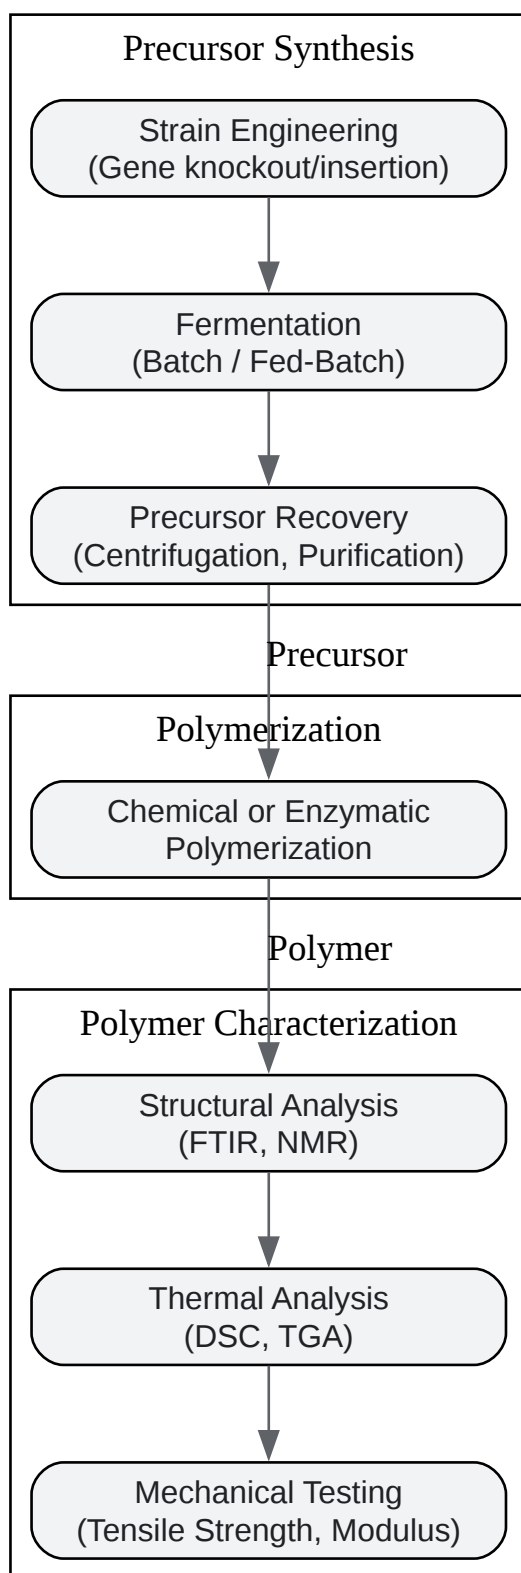 Precursor Synthesis
Strain Engineering
(Gene knockout/insertion)
Fermentation
(Batch / Fed-Batch)
Precursor Recovery
(Centrifugation, Purification)
Precursor
Polymerization
Chemical or Enzymatic
Polymerization
Polymer
Polymer Characterization
Structural Analysis
(FTIR, NMR)
Thermal Analysis
(DSC, TGA)
Mechanical Testing
(Tensile Strength, Modulus)